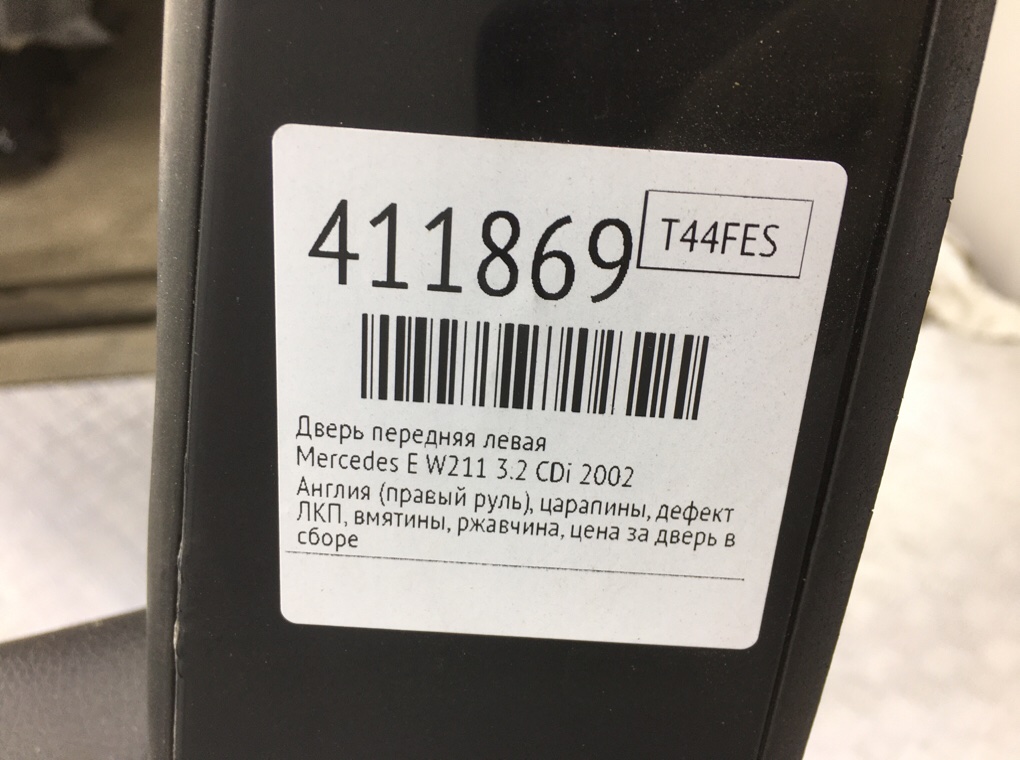 411869
T44FES
Дверь передняя левая
Mercedes E W211 3.2 CDi 2002
Англия (правый руль), царапины, дефект
ЛКП, вмятины, ржавчина, цена за дверь в
сборе